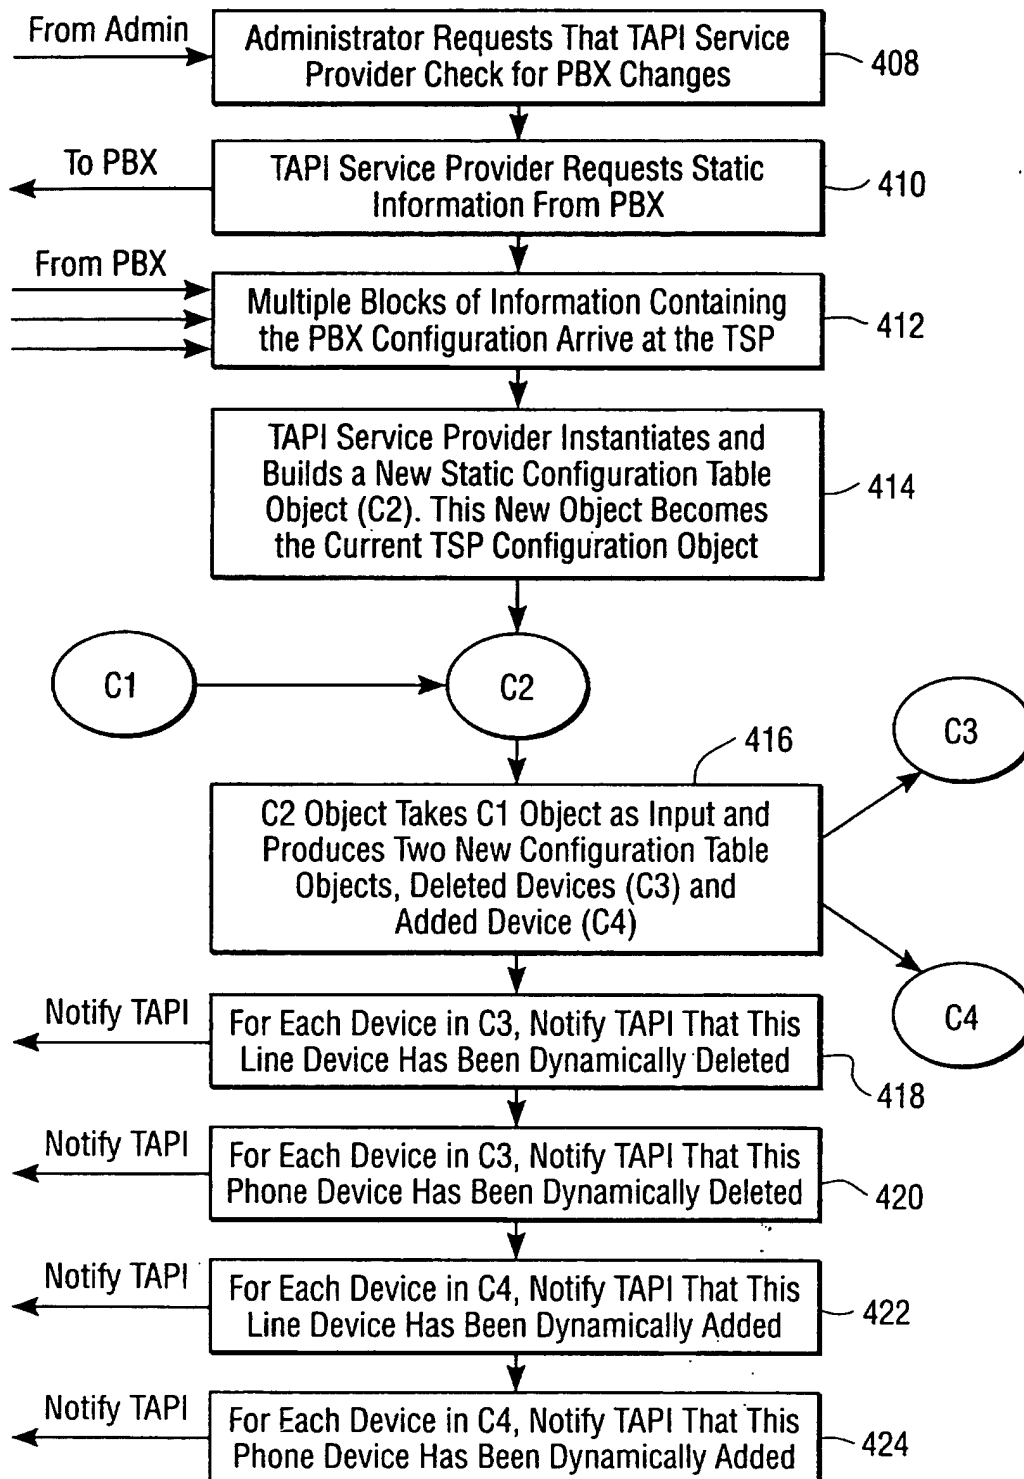 From Admin
Administrator Requests That TAPI Service
Provider Check for PBX Changes
408
To PBX
TAPI Service Provider Requests Static
Information From PBX
410
From PBX
Multiple Blocks of Information Containing
the PBX Configuration Arrive at the TSP
412
TAPI Service Provider Instantiates and
Builds a New Static Configuration Table
Object (C2). This New Object Becomes
the Current TSP Configuration Object
414
C1
C2
C3
416
C2 Object Takes C1 Object as Input and
Produces Two New Configuration Table
Objects, Deleted Devices (C3) and
Added Device (C4)
C4
Notify TAPI
For Each Device in C3, Notify TAPI That This
Line Device Has Been Dynamically Deleted
418
Notify TAPI
For Each Device in C3, Notify TAPI That This
Phone Device Has Been Dynamically Deleted
420
Notify TAPI
For Each Device in C4, Notify TAPI That This
Line Device Has Been Dynamically Added
422
Notify TAPI
For Each Device in C4, Notify TAPI That This
Phone Device Has Been Dynamically Added
424